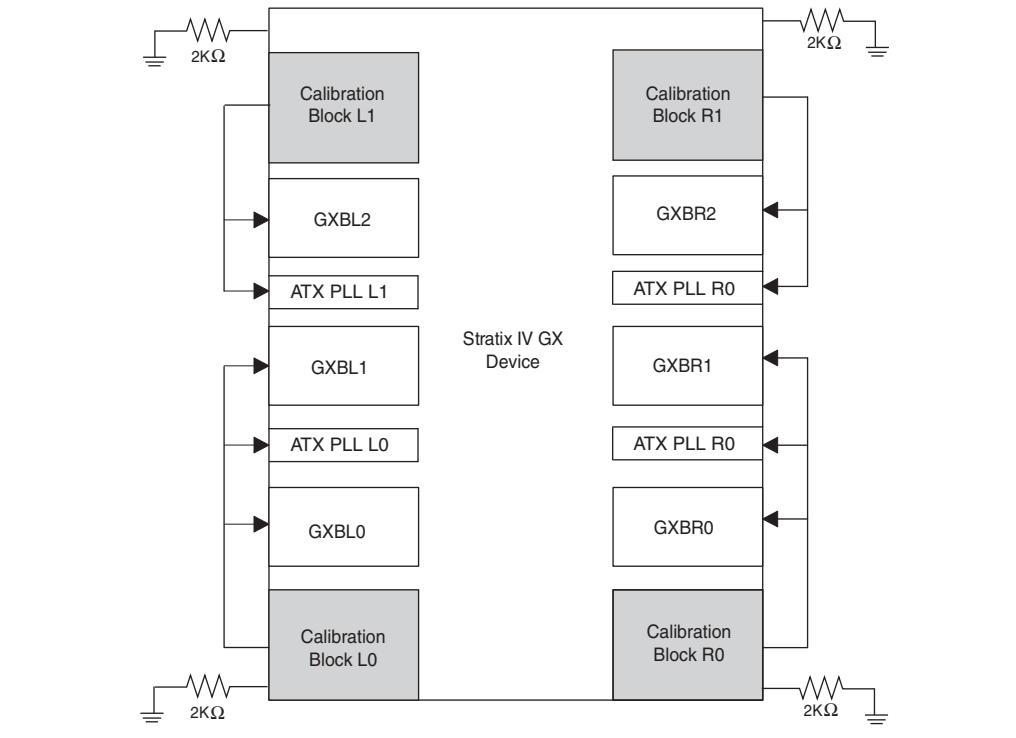 2KΩ
2KΩ
Calibration
Block L1
Calibration
Block R1
GXBL2
GXBR2
ATX PLL L1
ATX PLL R0
Stratix IV GX
Device
GXBL1
GXBR1
ATX PLL L0
ATX PLL R0
GXBL0
GXBR0
Calibration
Block L0
Calibration
Block R0
2KΩ
2KΩ